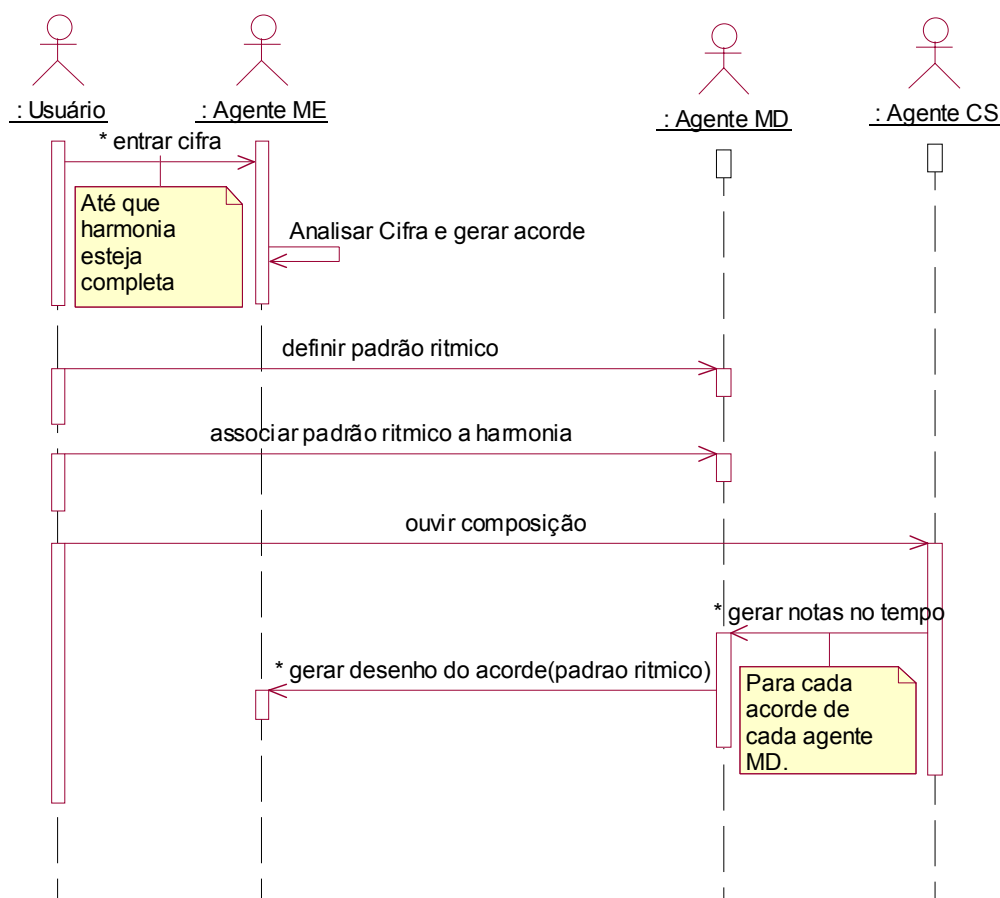 : Usuário
: Agente ME
: Agente MD
: Agente CS
* entrar cifra
Até que
harmonia
esteja
completa
Analisar Cifra e gerar acorde
definir padrão ritmico
associar padrão ritmico a harmonia
ouvir composição
* gerar notas no tempo
* gerar desenho do acorde(padrao ritmico)
Para cada
acorde de
cada agente
MD.